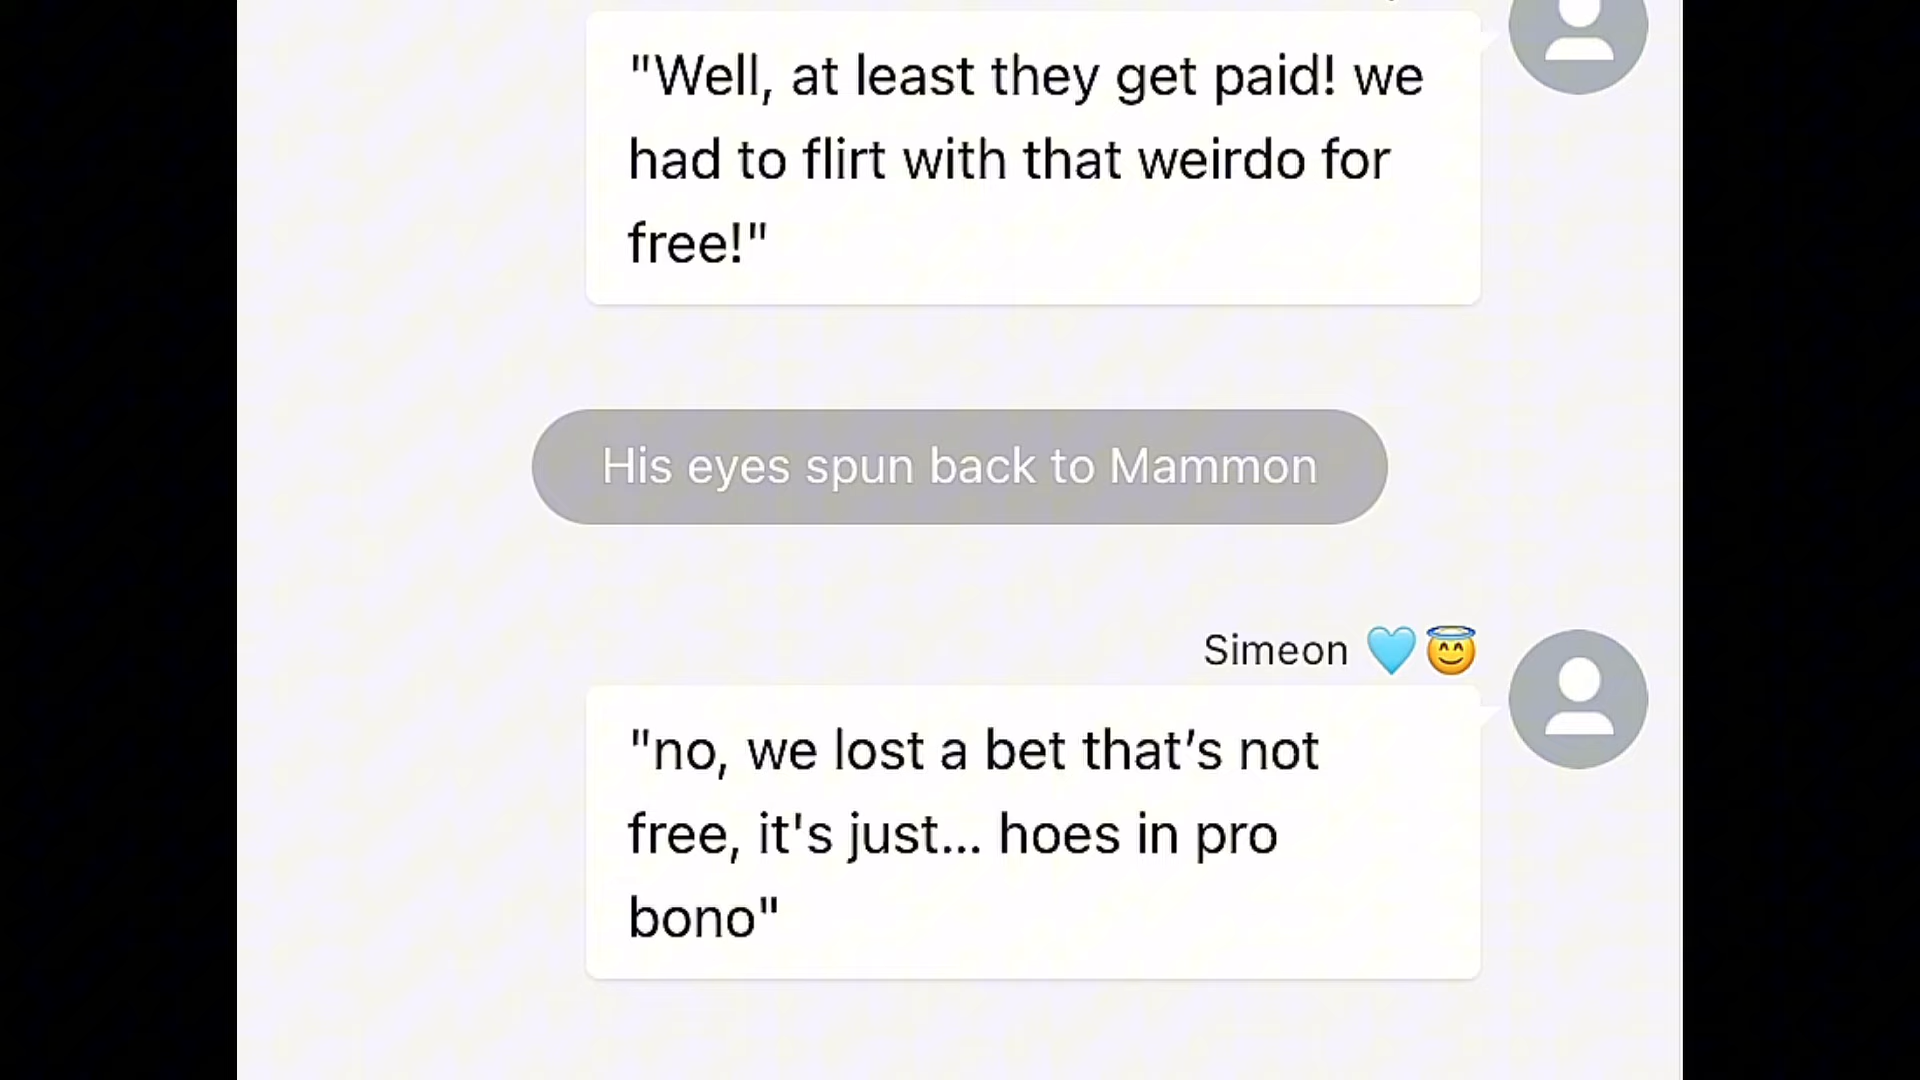 "Well, at least they get paid! we
had to flirt with that weirdo for
free!"
His eyes spun back to Mammon
Simeon 🩵😇
"no, we lost a bet that’s not
free, it's just... hoes in pro
bono"